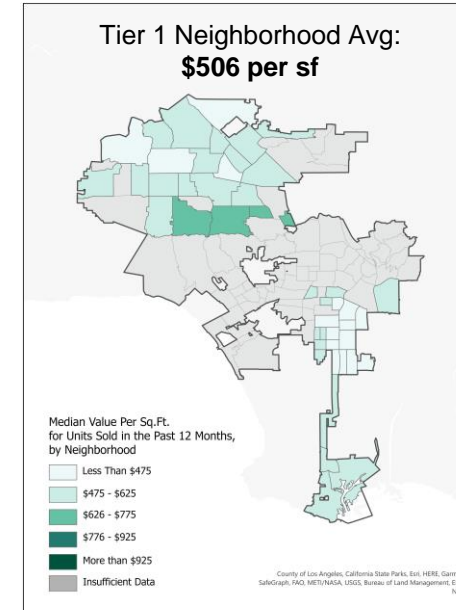 Tier 1 Neighborhood Avg:
$506 per sf
Median Value Per Sq.Ft.
for Units Sold in the Past 12 Months,
by Neighborhood
Less Than $475
$475 - $625
$626 - $775
$776 - $925
More than $925
Insufficient Data
County of Los Angeles, California State Parks, Esri, HERE,
SafeGraph, FAO, METI/NASA, USGS, Bureau of Land Management,